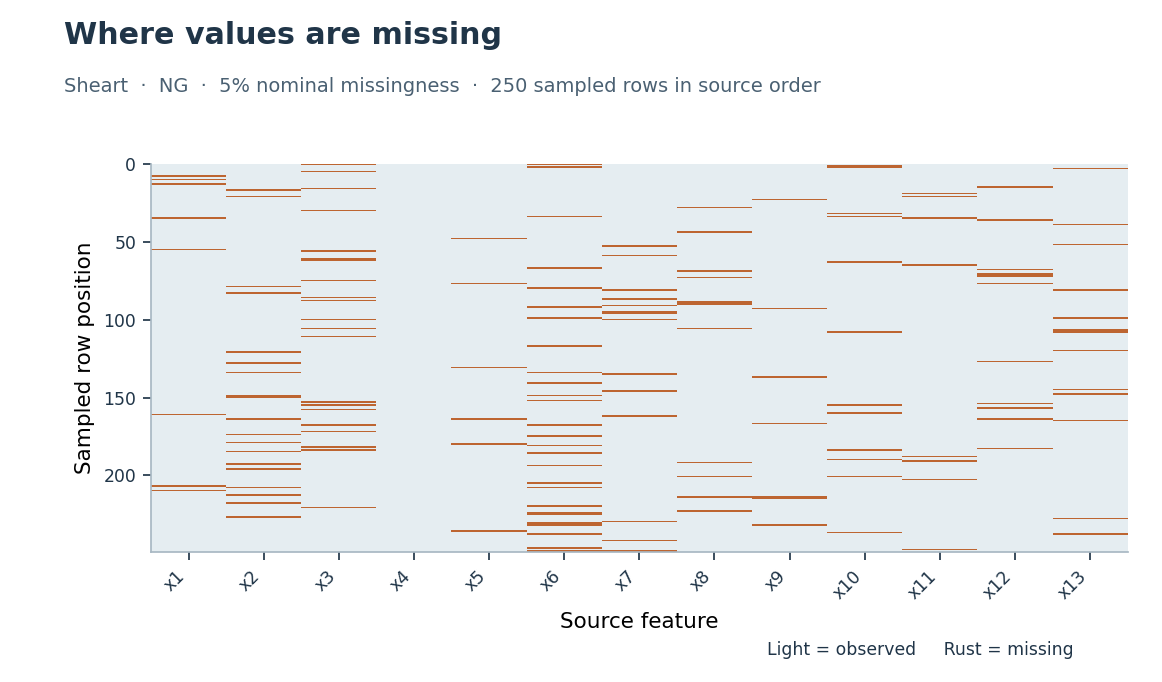 Where values are missing
Sheart · NG · 5% nominal missingness · 250 sampled rows in source order
0
50
100
150
200
Sampled row position
x1 x2 x3 x4 x5 x6 x7 x8 x9 x10 x11 x12 x13
Source feature
Light = observed Rust = missing